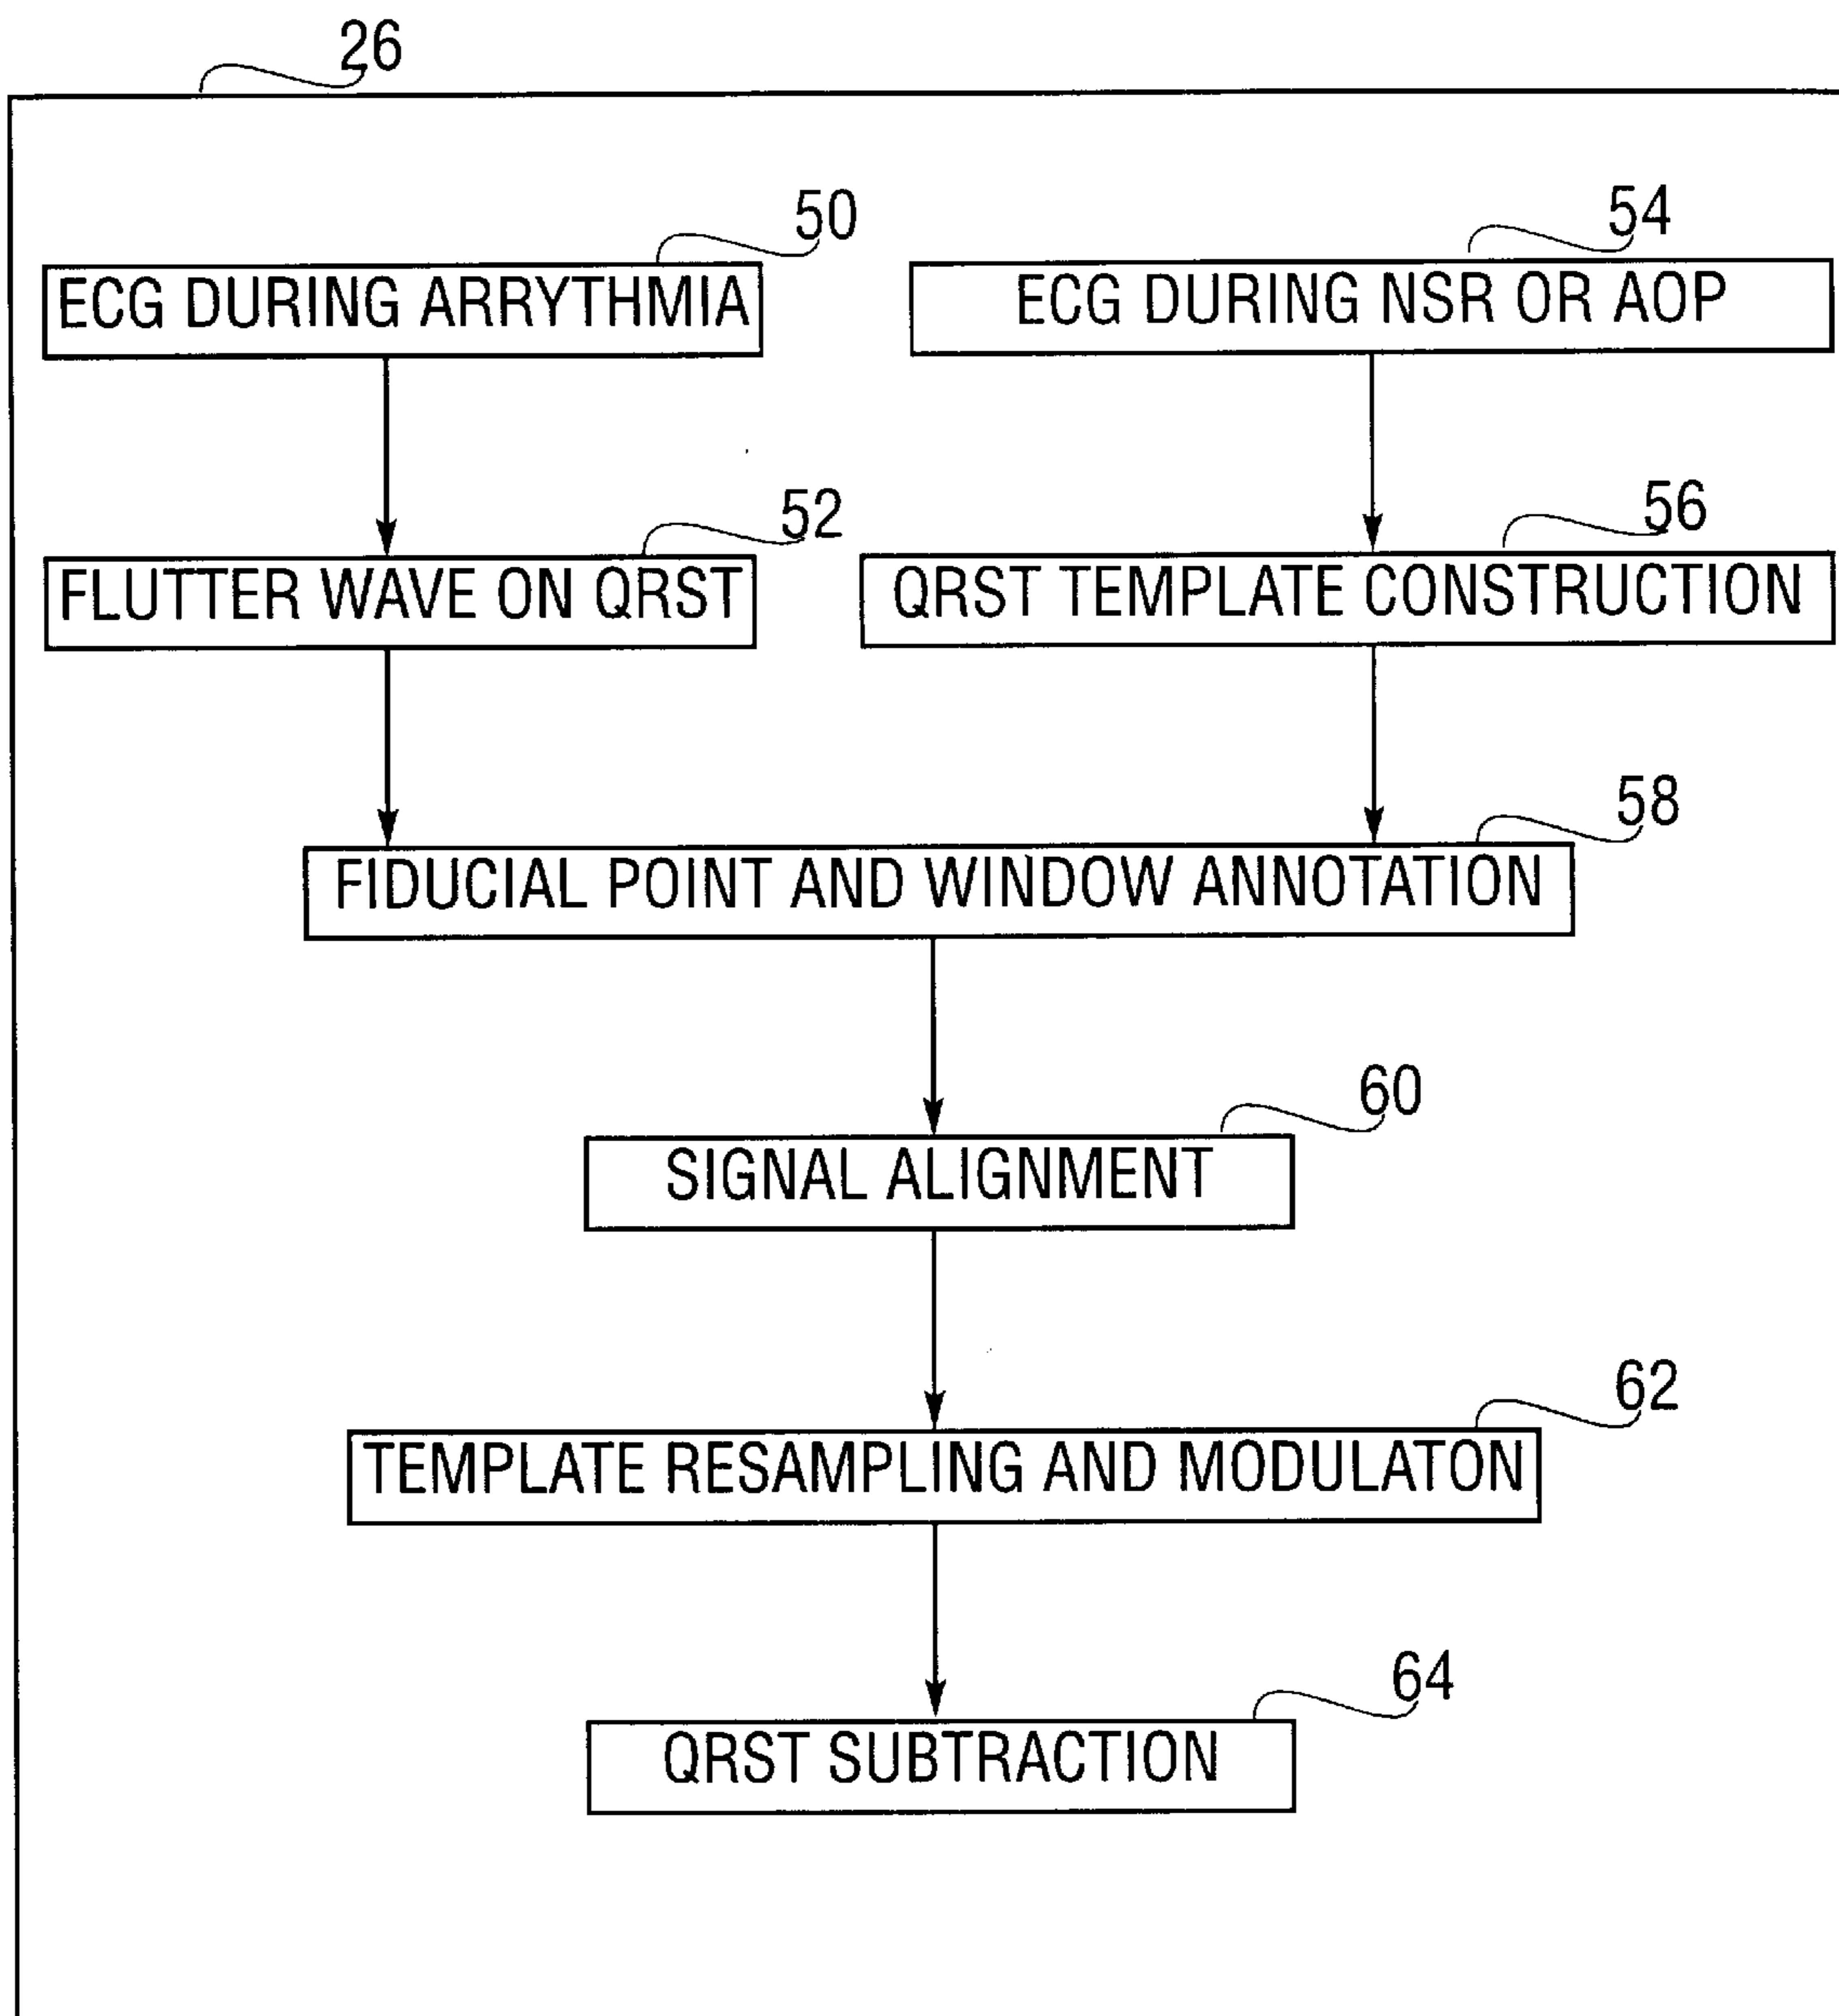 26
50
54
ECG DURING ARRYTHMIA
ECG DURING NSR OR AOP
52
56
FLUTTER WAVE ON QRST
QRST TEMPLATE CONSTRUCTION
58
FIDUCIAL POINT AND WINDOW ANNOTATION
60
SIGNAL ALIGNMENT
62
TEMPLATE RESAMPLING AND MODULATON
64
QRST SUBTRACTION